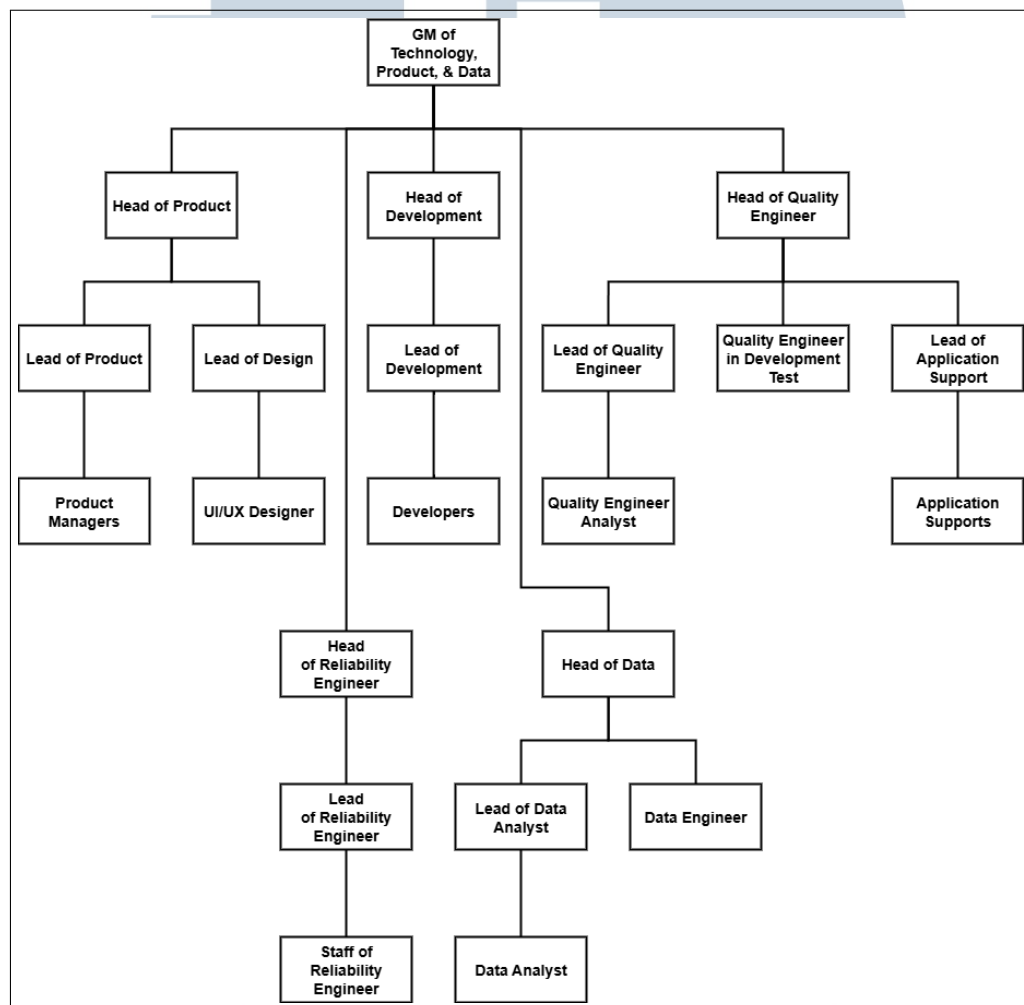 GM of
Technology,
Product, & Data
Head of Product
Head of
Development
Head of Quality
Engineer
Lead of Product
Lead of Design
Lead of
Development
Lead of Quality
Engineer
Quality Engineer
in Development
Test
Lead of
Application
Support
Product
Managers
UI/UX Designer
Developers
Quality Engineer
Analyst
Application
Supports
Head
of Reliability
Engineer
Head of Data
Lead
of Reliability
Engineer
Lead of Data
Analyst
Data Engineer
Staff of
Reliability
Engineer
Data Analyst